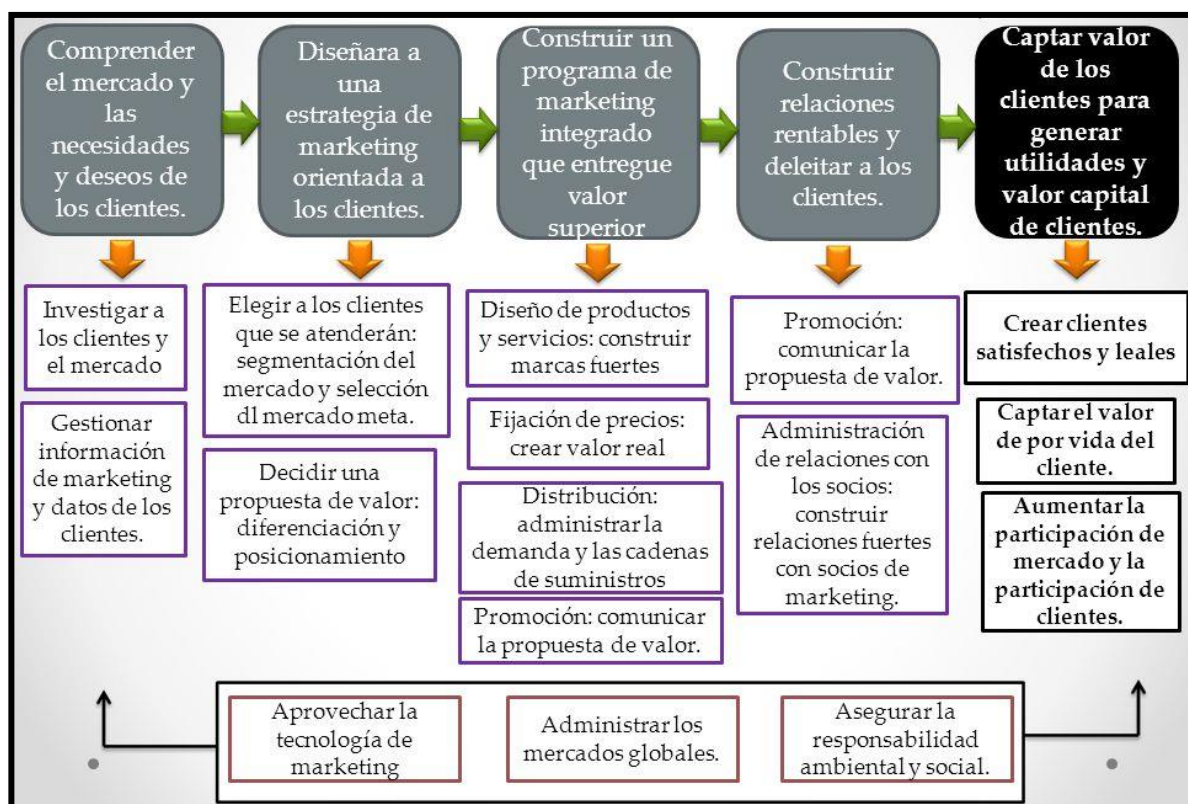 Comprender
el mercado y
las
necesidades
y deseos de
los clientes.
Diseñara a
una
estrategia de
marketing
orientada a
los clientes.
Construir un
programa de
marketing
integrado
que entregue
valor
superior
Construir
relaciones
rentables y
deleitar a los
clientes.
Captar valor
de los
clientes para
generar
utilidades y
valor capital
de clientes.
Investigar a
los clientes y
el mercado
Gestionar
información
de marketing
y datos de los
clientes.
Elegir a los clientes
que se atenderán:
segmentación del
mercado y selección
dl mercado meta.
Decidir una
propuesta de valor:
diferenciación y
posicionamiento
Diseño de productos
y servicios: construir
marcas fuertes
Fijación de precios:
crear valor real
Distribución:
administrar la
demanda y las cadenas
de suministros
Promoción: comunicar
la propuesta de valor.
Promoción:
comunicar la
propuesta de valor.
Administración
de relaciones con
los socios:
construir
relaciones fuertes
con socios de
marketing.
Crear clientes
satisfechos y leales
Captar el valor
de por vida del
cliente.
Aumentar la
participación de
mercado y la
participación de
clientes.
Aprovechar la
tecnología de
marketing
Administrar los
mercados globales.
Asegurar la
responsabilidad
ambiental y social.